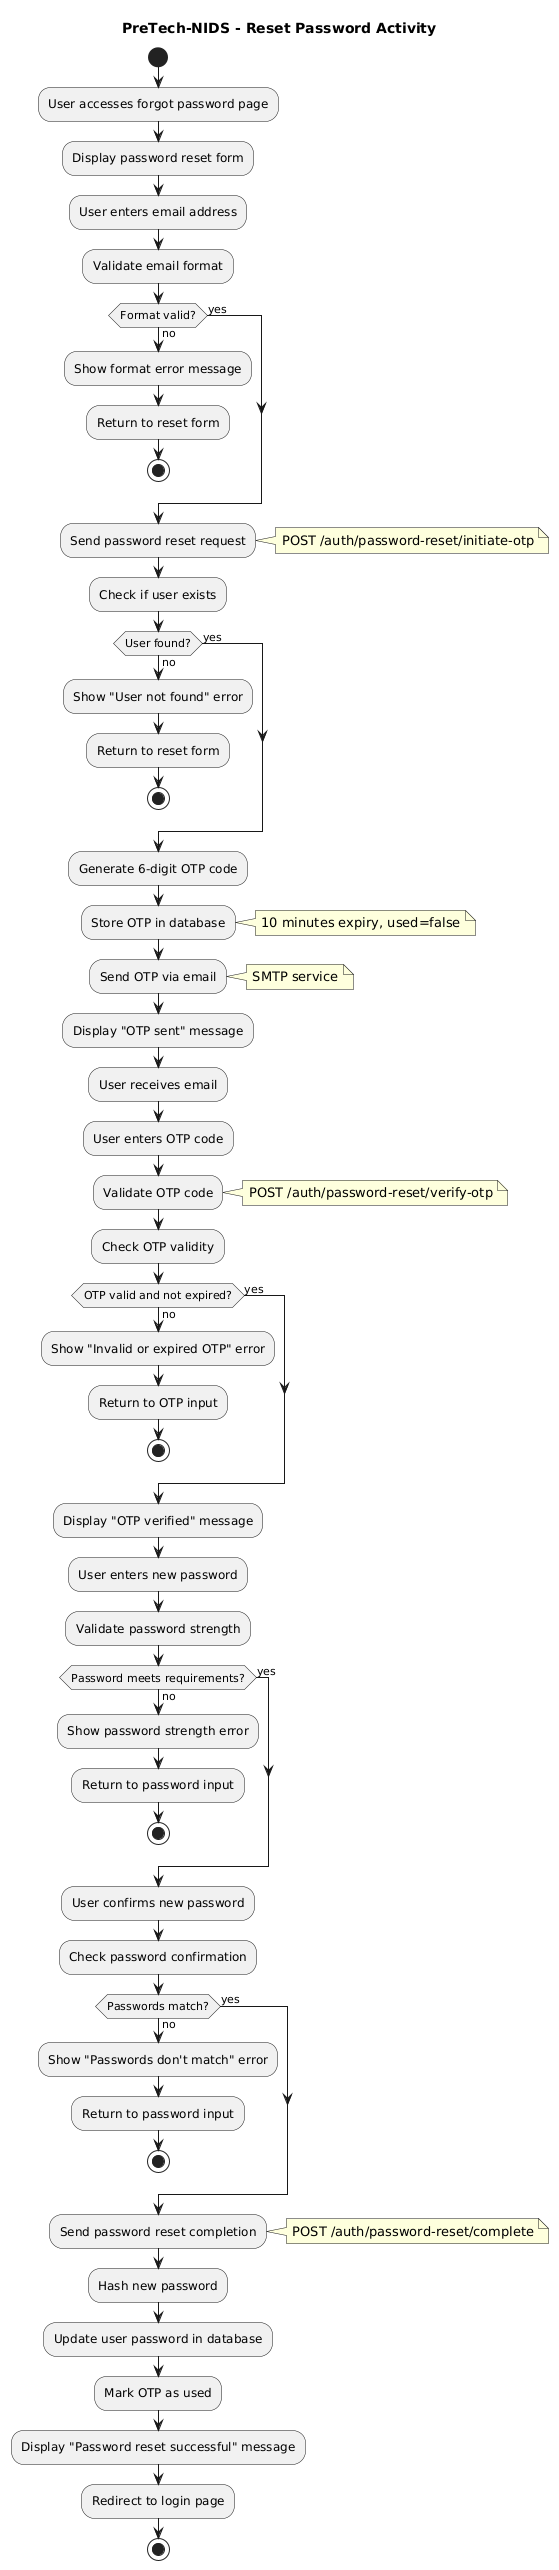 PreTech-NIDS - Reset Password Activity
User accesses forgot password page
Display password reset form
User enters email address
Validate email format
Format valid?
yes
no
Show format error message
Return to reset form
Send password reset request
POST /auth/password-reset/initiate-otp
Check if user exists
User found?
yes
no
Show "User not found" error
Return to reset form
Generate 6-digit OTP code
Store OTP in database
10 minutes expiry, used=false
Send OTP via email
SMTP service
Display "OTP sent" message
User receives email
User enters OTP code
Validate OTP code
POST /auth/password-reset/verify-otp
Check OTP validity
OTP valid and not expired?
yes
no
Show "Invalid or expired OTP" error
Return to OTP input
Display "OTP verified" message
User enters new password
Validate password strength
Password meets requirements?
yes
no
Show password strength error
Return to password input
User confirms new password
Check password confirmation
Passwords match?
yes
no
Show "Passwords don't match" error
Return to password input
Send password reset completion
POST /auth/password-reset/complete
Hash new password
Update user password in database
Mark OTP as used
Display "Password reset successful" message
Redirect to login page